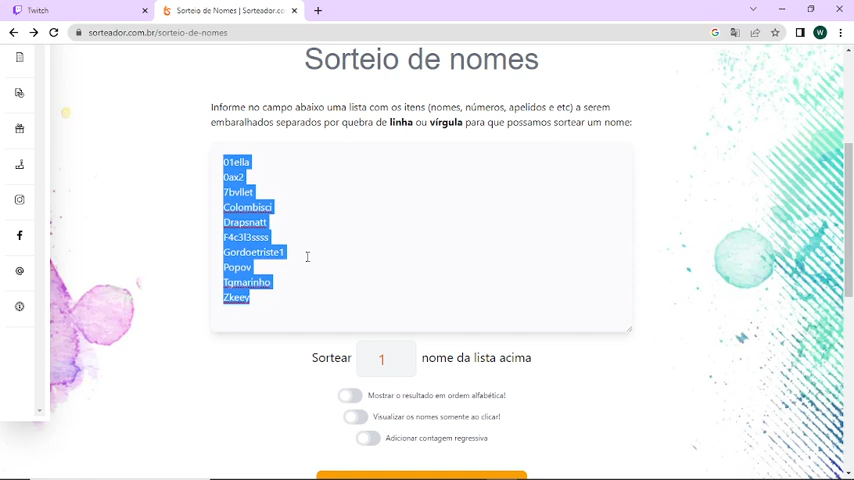 Twitch
Sorteio de Nomes | Sorteador.co
sorteador.com.br/sorteio-de-nomes
W
Sorteio de nomes
Informe no campo abaixo uma lista com os itens (nomes, números, apelidos e etc) a serem
embaralhados separados por quebra de linha ou vírgula para que possamos sortear um nome:
01ella
0ax2
7bvllet
Colombisci
Drapsnatt
F4c3l3ssss
Gordoetriste1
Popov
Tqmarinho
Zkeey
Sortear 1 nome da lista acima
Mostrar o resultado em ordem alfabética!
Visualizar os nomes somente ao clicar!
Adicionar contagem regressiva